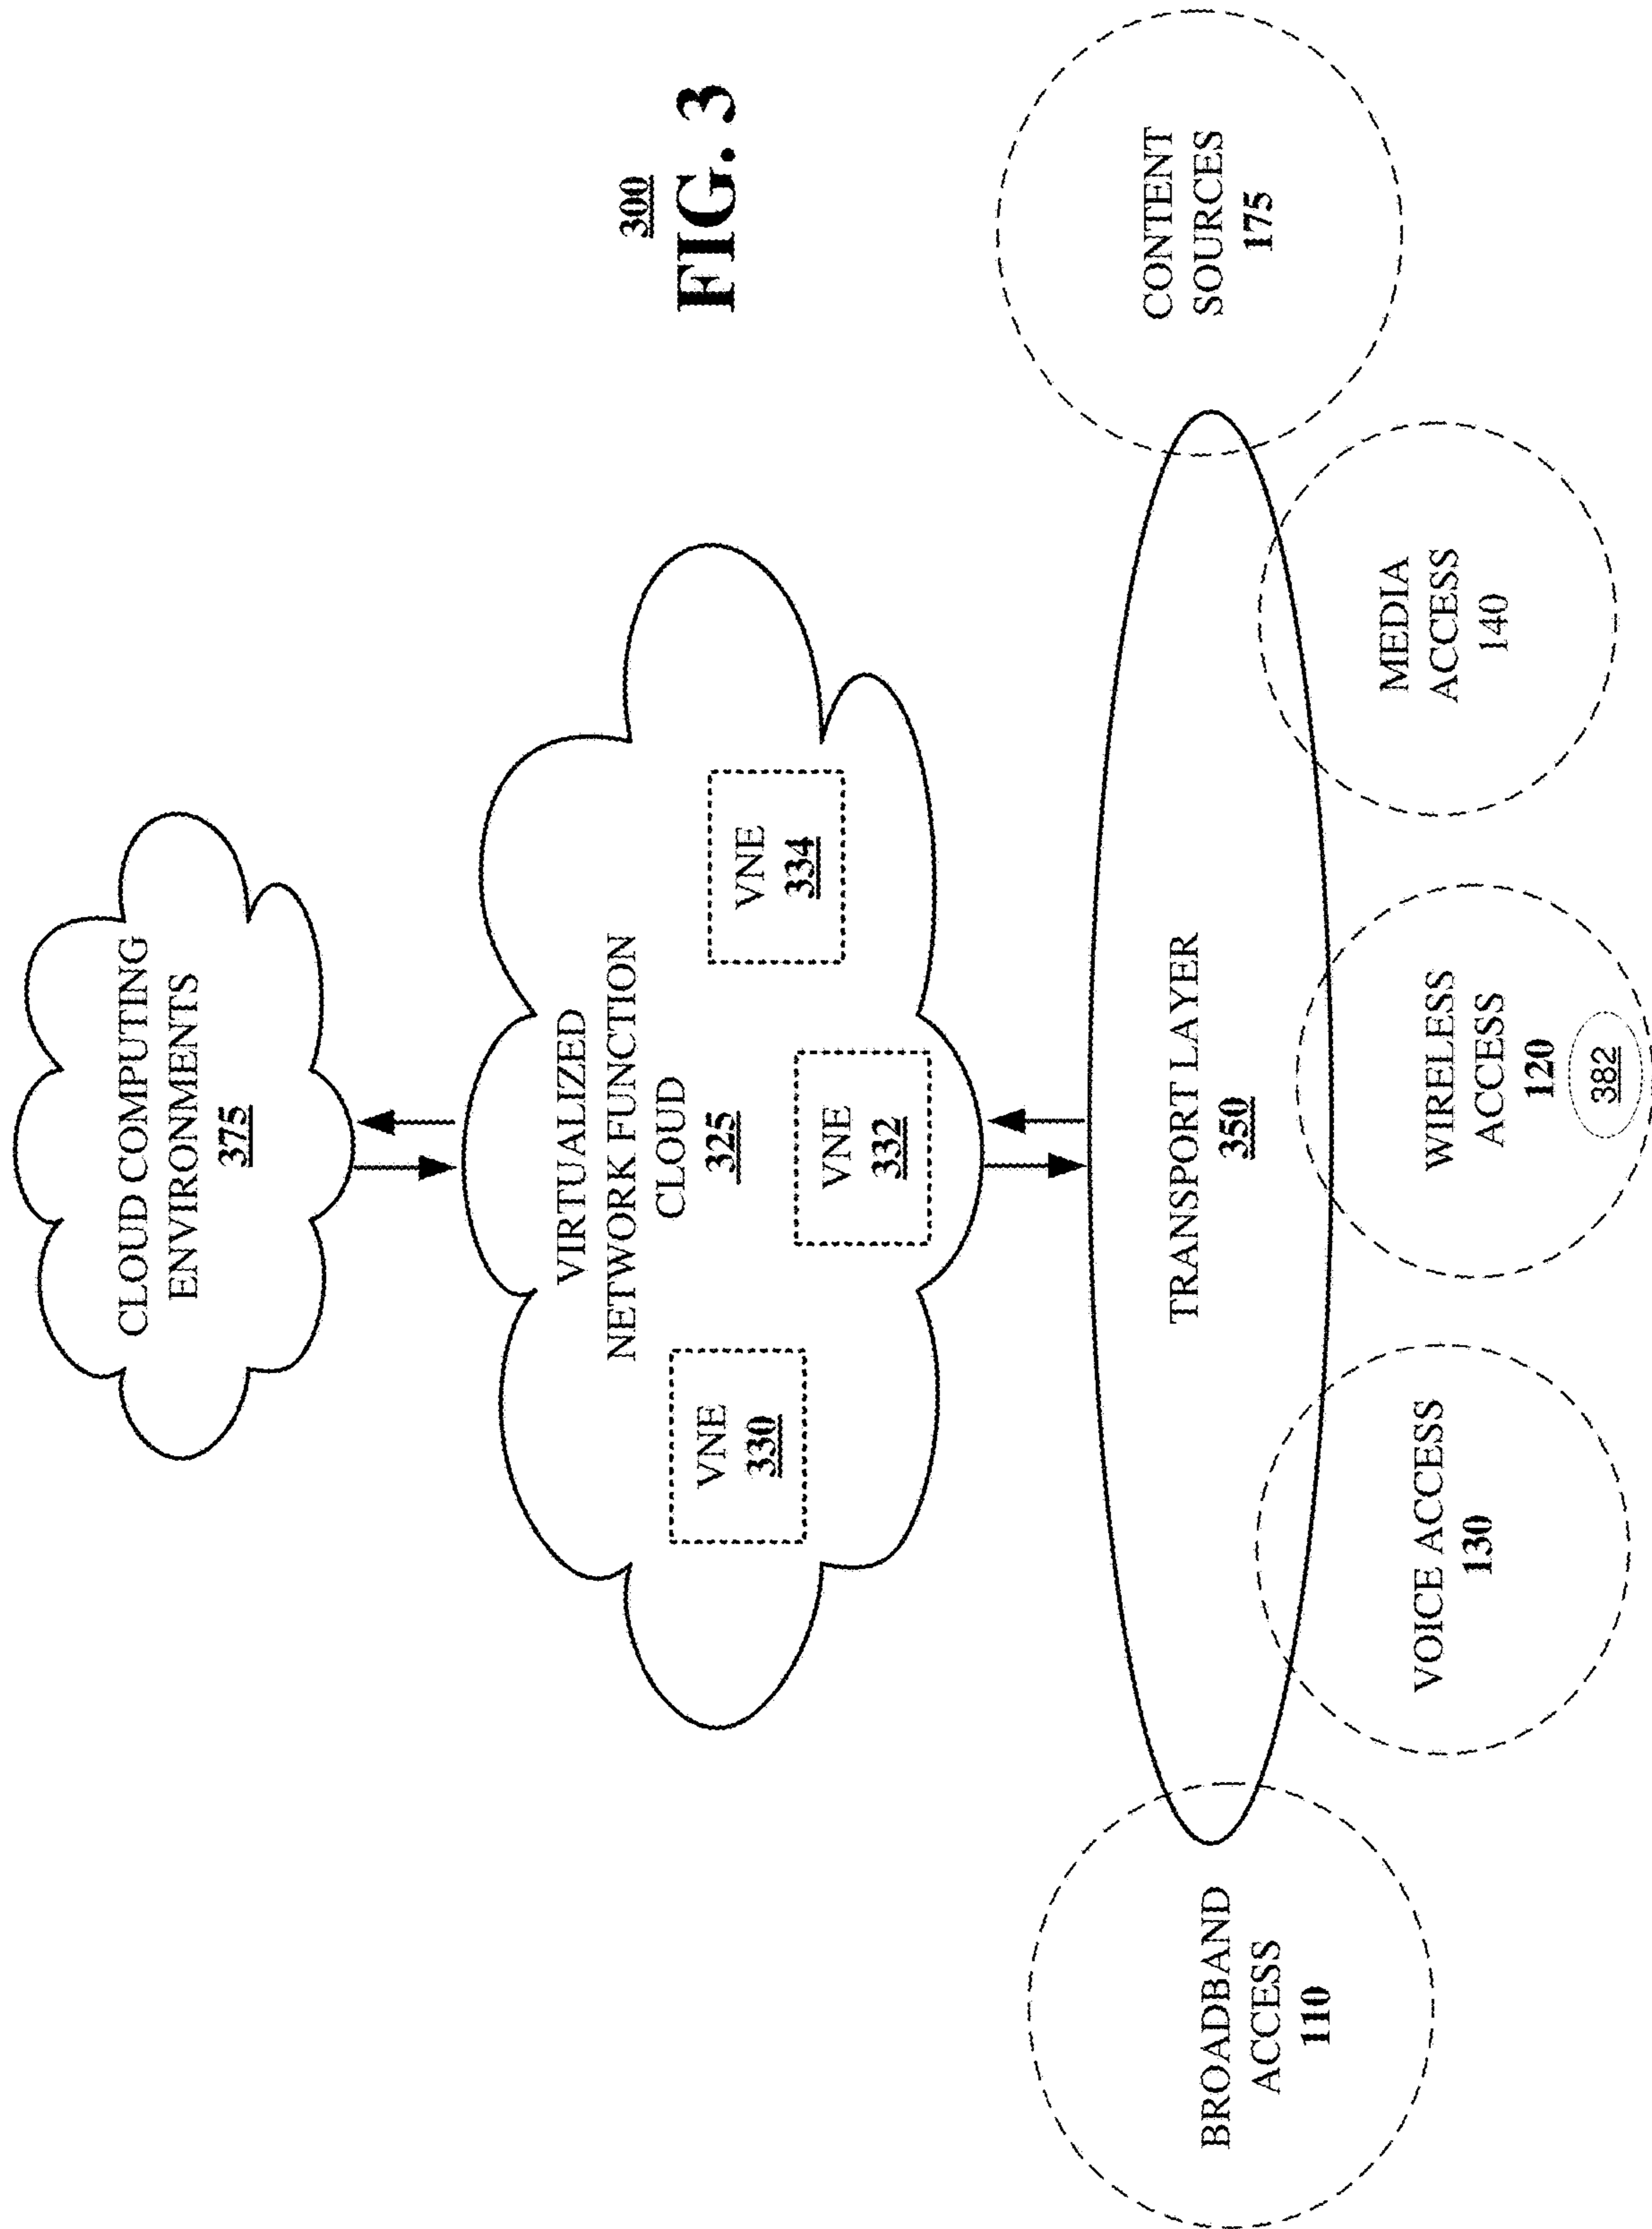 CLOUD COMPUTING
ENVIRONMENTS
375
VIRTUALIZED
NETWORK FUNCTION
CLOUD
325
VNE
330
VNE
332
VNE
334
300
FIG. 3
TRANSPORT LAYER
350
BROADBAND
ACCESS
110
VOICE ACCESS
130
WIRELESS
ACCESS
120
382
MEDIA
ACCESS
140
CONTENT
SOURCES
175